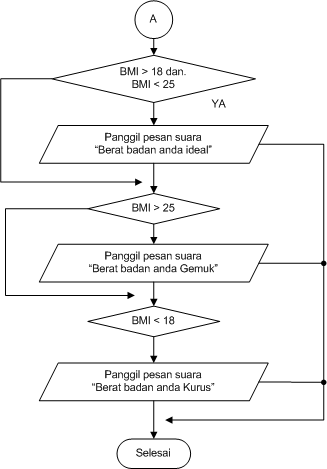 A
BMI > 18 dan.
BMI < 25
YA
Panggil pesan suara
“Berat badan anda ideal”
BMI > 25
Panggil pesan suara
“Berat badan anda Gemuk”
BMI < 18
Panggil pesan suara
“Berat badan anda Kurus”
Selesai